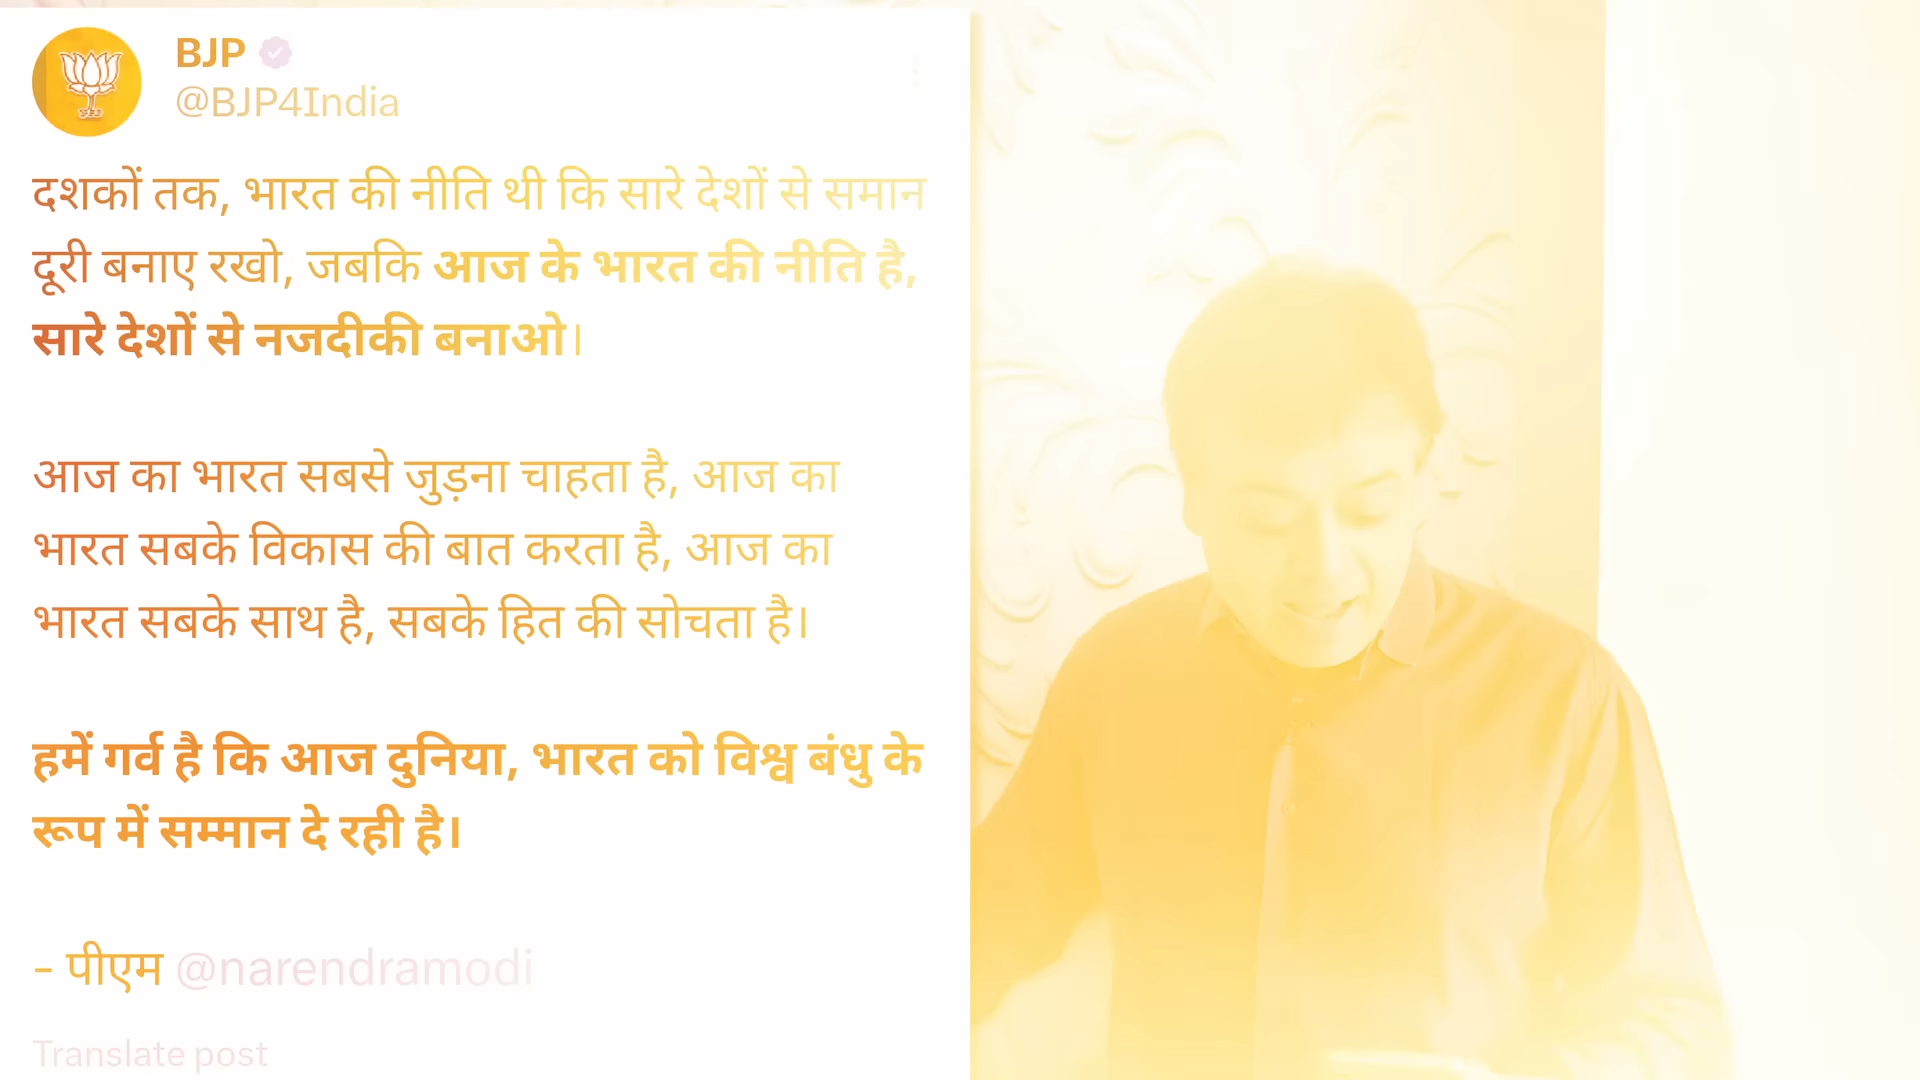 BJP
@BJP4India
दशकों तक, भारत की नीति थी कि सारे देशों से समान
दूरी बनाए रखो, जबकि आज के भारत की नीति है,
सारे देशों से नजदीकी बनाओ।
आज का भारत सबसे जुड़ना चाहता है, आज का
भारत सबके विकास की बात करता है, आज का
भारत सबके साथ है, सबके हित की सोचता है।
हमें गर्व है कि आज दुनिया, भारत को विश्व बंधु के
रूप में सम्मान दे रही है।
- पीएम @narendramodi
Translate post